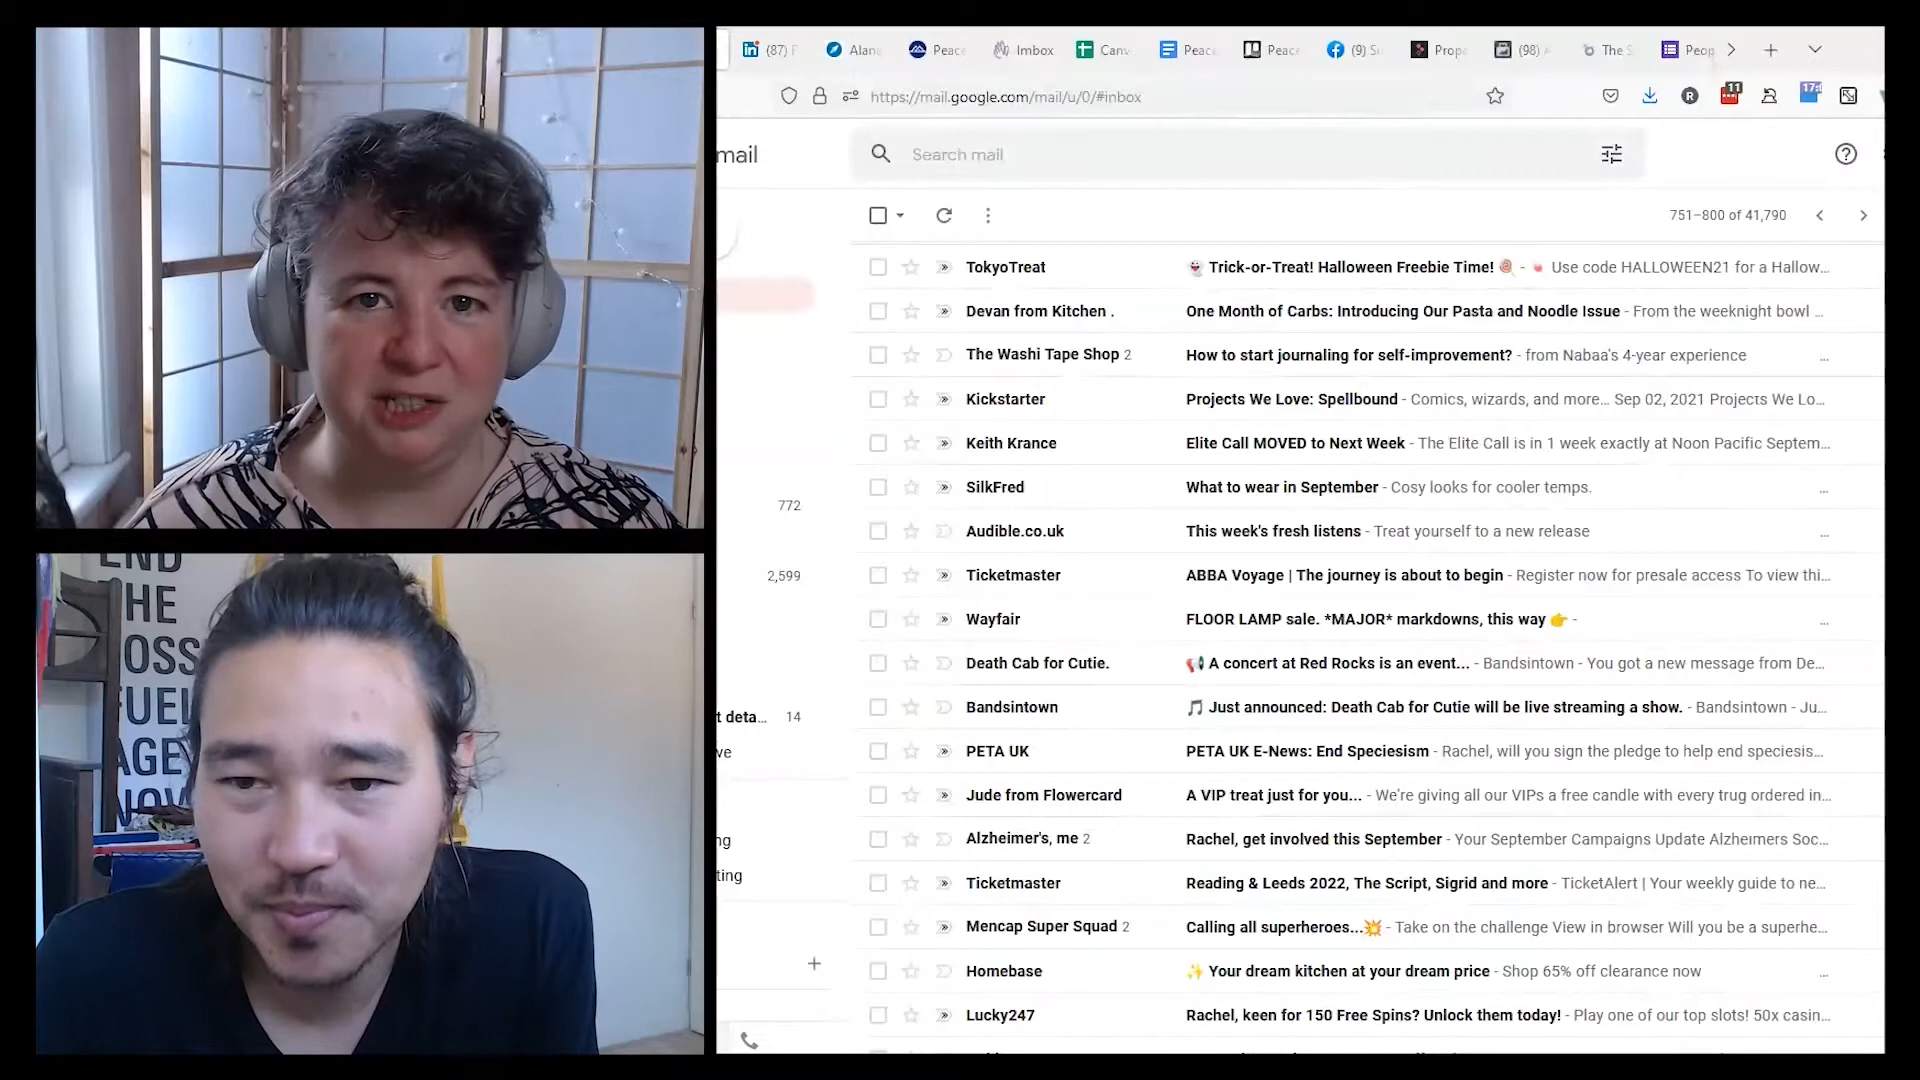 END
THE
FOSS
FUEL
AGE
NOW
(87) F
Alana
Peace
Imbox
Canv
Peac
Peace
(9) Su
Prop
(98) A
The S
Peop
https://mail.google.com/mail/u/0/#inbox
11
17:
mail
Search mail
751–800 of 41,790
TokyoTreat 👻 Trick-or-Treat! Halloween Freebie Time! 🍭 - 🍬 Use code HALLOWEEN21 for a Hallow...
Devan from Kitchen . One Month of Carbs: Introducing Our Pasta and Noodle Issue - From the weeknight bowl ...
The Washi Tape Shop 2 How to start journaling for self-improvement? - from Nabaa's 4-year experience ...
Kickstarter Projects We Love: Spellbound - Comics, wizards, and more... Sep 02, 2021 Projects We Lo...
Keith Krance Elite Call MOVED to Next Week - The Elite Call is in 1 week exactly at Noon Pacific Septem...
SilkFred What to wear in September - Cosy looks for cooler temps. ...
772
Audible.co.uk This week's fresh listens - Treat yourself to a new release ...
2,599
Ticketmaster ABBA Voyage | The journey is about to begin - Register now for presale access To view thi...
Wayfair FLOOR LAMP sale. *MAJOR* markdowns, this way 👉 - ...
Death Cab for Cutie. 📢 A concert at Red Rocks is an event... - Bandsintown - You got a new message from De...
t deta... 14
Bandsintown 🎵 Just announced: Death Cab for Cutie will be live streaming a show. - Bandsintown - Ju...
ve
PETA UK PETA UK E-News: End Speciesism - Rachel, will you sign the pledge to help end speciesis...
Jude from Flowercard A VIP treat just for you... - We're giving all our VIPs a free candle with every trug ordered in...
ng
Alzheimer's, me 2 Rachel, get involved this September - Your September Campaigns Update Alzheimers Soc...
ting
Ticketmaster Reading & Leeds 2022, The Script, Sigrid and more - TicketAlert | Your weekly guide to ne...
Mencap Super Squad 2 Calling all superheroes...💥 - Take on the challenge View in browser Will you be a superhe...
Homebase ✨ Your dream kitchen at your dream price - Shop 65% off clearance now ...
Lucky247 Rachel, keen for 150 Free Spins? Unlock them today! - Play one of our top slots! 50x casin...